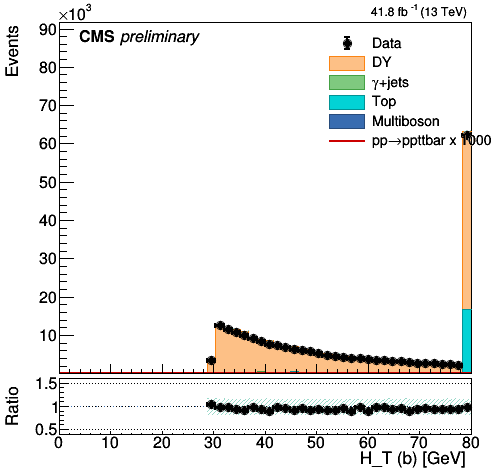 ×10³
41.8 fb⁻¹ (13 TeV)
Events
CMS preliminary
Data
DY
γ+jets
Top
Multiboson
pp→ppttbar x 1000
90
80
70
60
50
40
30
20
10
Ratio
1.5
1
0.5
0 10 20 30 40 50 60 70 80
H_T (b) [GeV]